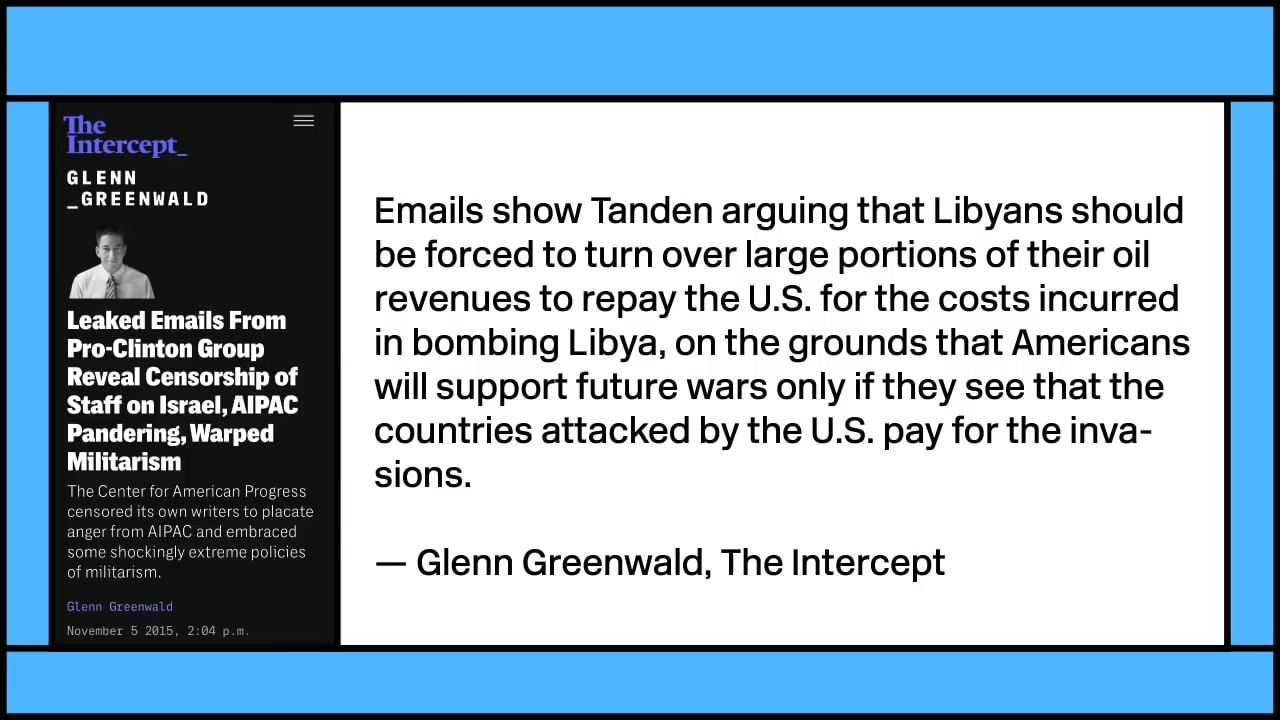 The
Intercept_
GLENN
_GREENWALD
Leaked Emails From
Pro-Clinton Group
Reveal Censorship of
Staff on Israel, AIPAC
Pandering, Warped
Militarism
The Center for American Progress
censored its own writers to placate
anger from AIPAC and embraced
some shockingly extreme policies
of militarism.
Glenn Greenwald
November 5 2015, 2:04 p.m.
Emails show Tanden arguing that Libyans should
be forced to turn over large portions of their oil
revenues to repay the U.S. for the costs incurred
in bombing Libya, on the grounds that Americans
will support future wars only if they see that the
countries attacked by the U.S. pay for the inva-
sions.
— Glenn Greenwald, The Intercept